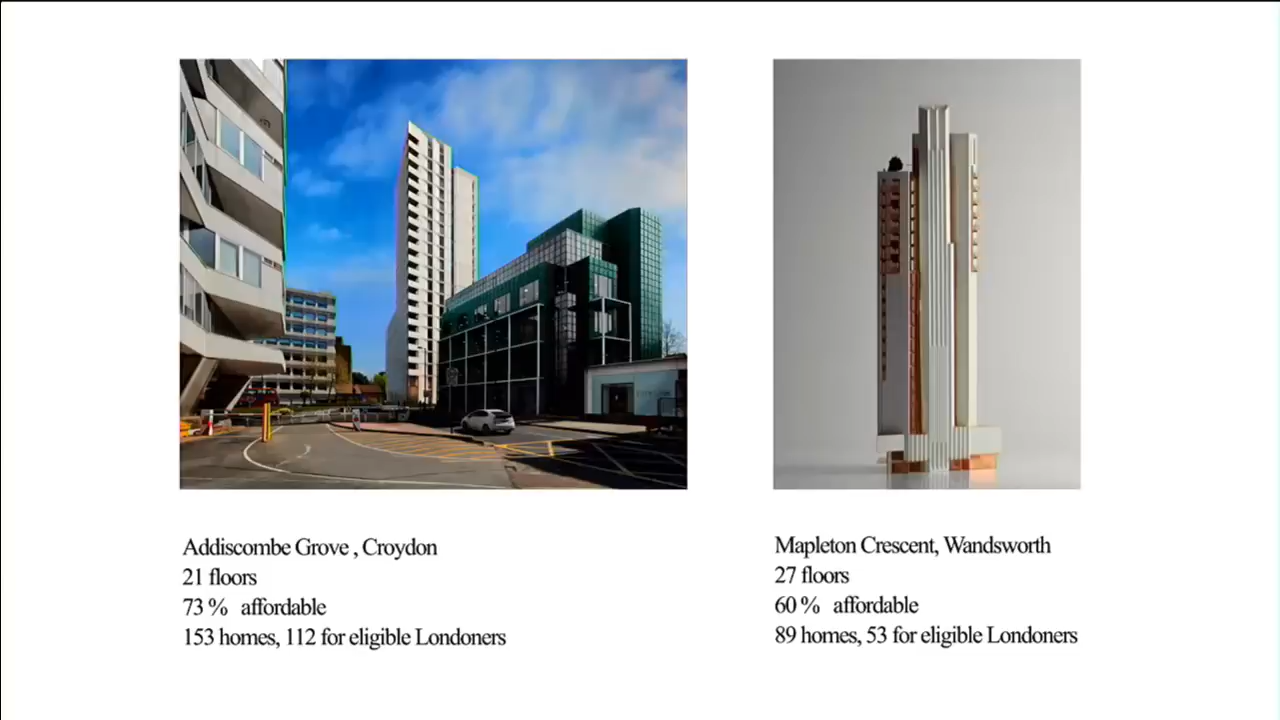 Addiscombe Grove , Croydon
21 floors
73 % affordable
153 homes, 112 for eligible Londoners
Mapleton Crescent, Wandsworth
27 floors
60 % affordable
89 homes, 53 for eligible Londoners